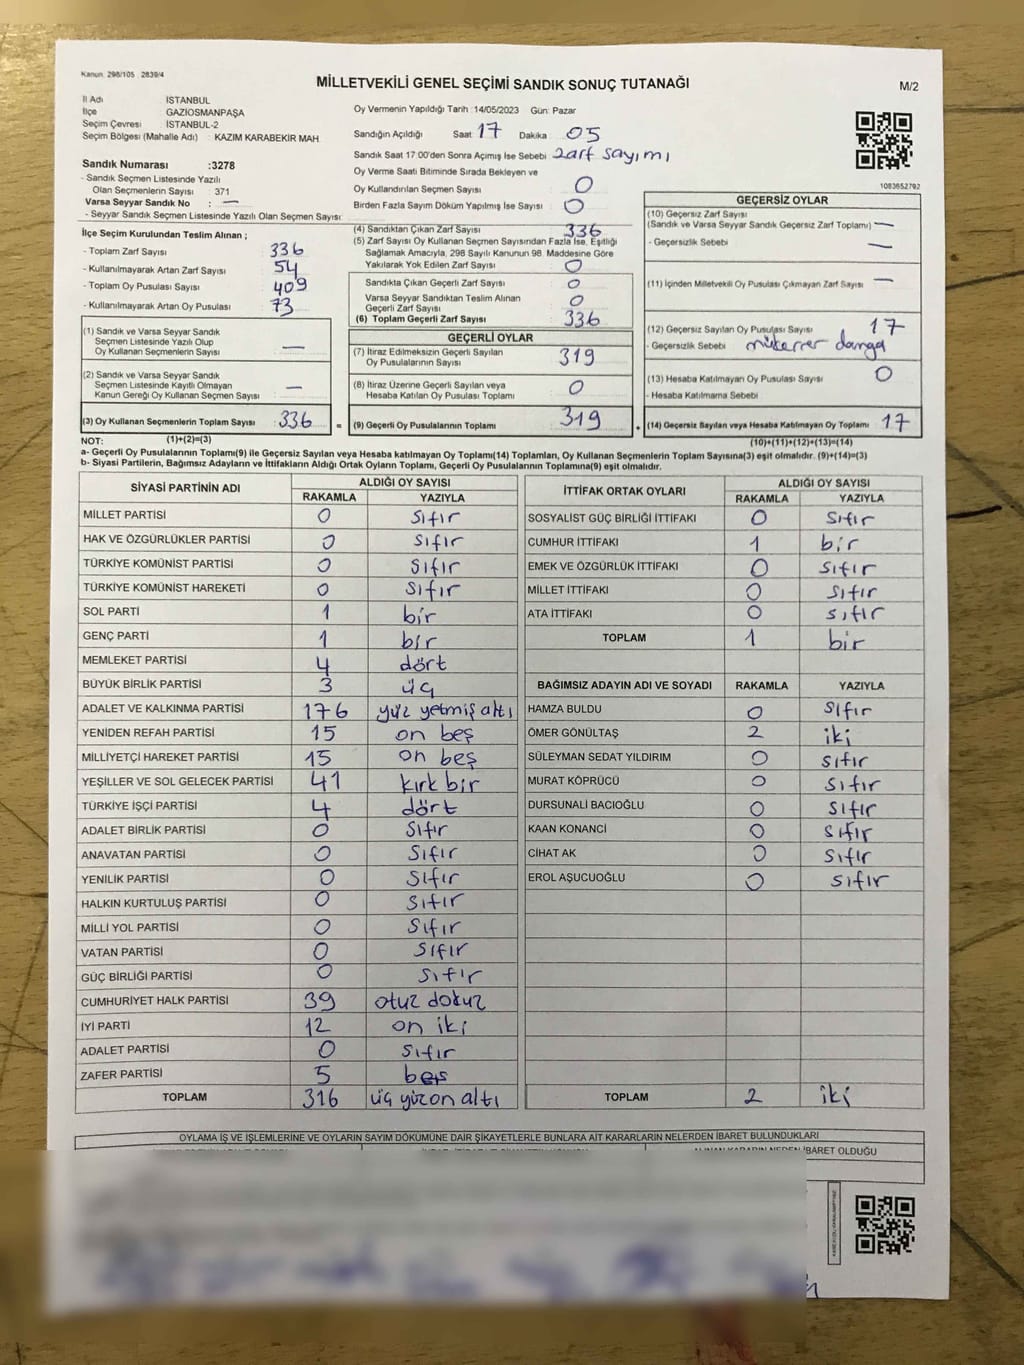 Kanun. 298/105 , 2839/4
MİLLETVEKİLİ GENEL SEÇİMİ SANDIK SONUÇ TUTANAĞI
M/2
İl Adı İSTANBUL
İlçe GAZİOSMANPAŞA
Seçim Çevresi : İSTANBUL-2
Seçim Bölgesi (Mahalle Adı) : KAZIM KARABEKİR MAH
Sandık Numarası :3278
- Sandık Seçmen Listesinde Yazılı
Olan Seçmenlerin Sayısı : 371
Varsa Seyyar Sandık No : —
- Seyyar Sandık Seçmen Listesinde Yazılı Olan Seçmen Sayısı:
Oy Vermenin Yapıldığı Tarih :14/05/2023 Gün: Pazar
Sandığın Açıldığı Saat 17 Dakika 05
Sandık Saat 17:00'den Sonra Açımış İse Sebebi zarf sayımı
Oy Verme Saati Bitiminde Sırada Bekleyen ve
Oy Kullandırılan Seçmen Sayısı 0
Birden Fazla Sayım Döküm Yapılmış İse Sayısı 0
1083652792
İlçe Seçim Kurulundan Teslim Alınan ;
- Toplam Zarf Sayısı 336
- Kullanılmayarak Artan Zarf Sayısı 54
- Toplam Oy Pusulası Sayısı 409
- Kullanılmayarak Artan Oy Pusulası 73
(1) Sandık ve Varsa Seyyar Sandık
Seçmen Listesinde Yazılı Olup
Oy Kullanan Seçmenlerin Sayısı —
(2) Sandık ve Varsa Seyyar Sandık
Seçmen Listesinde Kayıtlı Olmayan
Kanun Gereği Oy Kullanan Seçmen Sayısı : —
(3) Oy Kullanan Seçmenlerin Toplam Sayısı 336 =
(4) Sandıktan Çıkan Zarf Sayısı 336
(5) Zarf Sayısı Oy Kullanan Seçmen Sayısından Fazla İse, Eşitliği
Sağlamak Amacıyla, 298 Sayılı Kanunun 98. Maddesine Göre
Yakılarak Yok Edilen Zarf Sayısı 0
Sandıkta Çıkan Geçerli Zarf Sayısı : 0
Varsa Seyyar Sandıktan Teslim Alınan
Geçerli Zarf Sayısı 0
(6) Toplam Geçerli Zarf Sayısı 336
GEÇERLİ OYLAR
(7) İtiraz Edilmeksizin Geçerli Sayılan
Oy Pusulalarının Sayısı 319
(8) İtiraz Üzerine Geçerli Sayılan veya
Hesaba Katılan Oy Pusulası Toplamı 0
(9) Geçerli Oy Pusulalarının Toplamı 319 +
GEÇERSİZ OYLAR
(10) Geçersiz Zarf Sayısı
(Sandık ve Varsa Seyyar Sandık Geçersiz Zarf Toplamı) —
- Geçersizlik Sebebi —
(11) İçinden Milletvekili Oy Pusulası Çıkmayan Zarf Sayısı —
(12) Geçersiz Sayılan Oy Pusulası Sayısı 17
- Geçersizlik Sebebi mükerrer damga
(13) Hesaba Katılmayan Oy Pusulası Sayısı 0
- Hesaba Katılmama Sebebi
(14) Geçersiz Sayılan veya Hesaba Katılmayan Oy Toplamı 17
NOT: (1)+(2)=(3) (10)+(11)+(12)+(13)=(14)
a- Geçerli Oy Pusulalarının Toplamı(9) ile Geçersiz Sayılan veya Hesaba katılmayan Oy Toplamı(14) Toplamları, Oy Kullanan Seçmenlerin Toplam Sayısına(3) eşit olmalıdır. (9)+(14)=(3)
b- Siyasi Partilerin, Bağımsız Adayların ve İttifakların Aldığı Ortak Oyların Toplamı, Geçerli Oy Pusulalarının Toplamına(9) eşit olmalıdır.
SİYASİ PARTİNİN ADI ALDIĞI OY SAYISI
RAKAMLA YAZIYLA
MİLLET PARTİSİ 0 sıfır
HAK VE ÖZGÜRLÜKLER PARTİSİ 0 sıfır
TÜRKİYE KOMÜNİST PARTİSİ 0 sıfır
TÜRKİYE KOMÜNİST HAREKETİ 0 sıfır
SOL PARTİ 1 bir
GENÇ PARTİ 1 bir
MEMLEKET PARTİSİ 4 dört
BÜYÜK BİRLİK PARTİSİ 3 üç
ADALET VE KALKINMA PARTİSİ 176 yüz yetmiş altı
YENİDEN REFAH PARTİSİ 15 on beş
MİLLİYETÇİ HAREKET PARTİSİ 15 on beş
YEŞİLLER VE SOL GELECEK PARTİSİ 41 kırk bir
TÜRKİYE İŞÇİ PARTİSİ 4 dört
ADALET BİRLİK PARTİSİ 0 sıfır
ANAVATAN PARTİSİ 0 sıfır
YENİLİK PARTİSİ 0 sıfır
HALKIN KURTULUŞ PARTİSİ 0 sıfır
MİLLİ YOL PARTİSİ 0 sıfır
VATAN PARTİSİ 0 sıfır
GÜÇ BİRLİĞİ PARTİSİ 0 sıfır
CUMHURİYET HALK PARTİSİ 39 otuz dokuz
İYİ PARTİ 12 on iki
ADALET PARTİSİ 0 sıfır
ZAFER PARTİSİ 5 beş
TOPLAM 316 üç yüz on altı
İTTİFAK ORTAK OYLARI ALDIĞI OY SAYISI
RAKAMLA YAZIYLA
SOSYALİST GÜÇ BİRLİĞİ İTTİFAKI 0 sıfır
CUMHUR İTTİFAKI 1 bir
EMEK VE ÖZGÜRLÜK İTTİFAKI 0 sıfır
MİLLET İTTİFAKI 0 sıfır
ATA İTTİFAKI 0 sıfır
TOPLAM 1 bir
BAĞIMSIZ ADAYIN ADI VE SOYADI RAKAMLA YAZIYLA
HAMZA BULDU 0 sıfır
ÖMER GÖNÜLTAŞ 2 iki
SÜLEYMAN SEDAT YILDIRIM 0 sıfır
MURAT KÖPRÜCÜ 0 sıfır
DURSUNALİ BACIOĞLU 0 sıfır
KAAN KONANCİ 0 sıfır
CİHAT AK 0 sıfır
EROL AŞUCUOĞLU 0 sıfır
TOPLAM 2 iki
OYLAMA İŞ VE İŞLEMLERİNE VE OYLARIN SAYIM DÖKÜMÜNE DAİR ŞİKAYETLERLE BUNLARA AİT KARARLARIN NELERDEN İBARET BULUNDUKLARI
ALINAN KARARIN NEDEN İBARET OLDUĞU